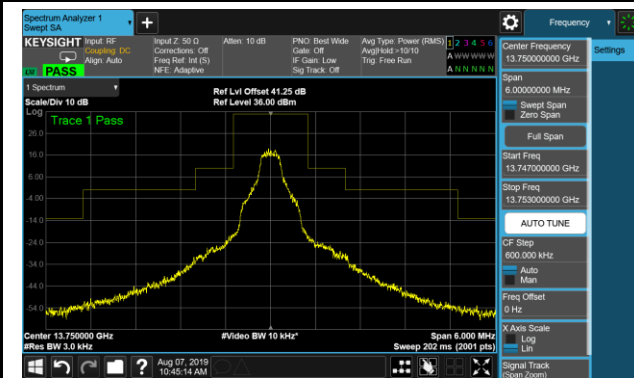 Spectrum Analyzer 1
Swept SA
+
Frequency
KEYSIGHT
Input: RF
Coupling: DC
Align: Auto
Input Z: 50 Ω
Corrections: Off
Freq Ref: Int (S)
NFE: Adaptive
Atten: 10 dB
PNO: Best Wide
Gate: Off
IF Gain: Low
Sig Track: Off
Avg Type: Power (RMS)
Avg|Hold:>10/10
Trig: Free Run
1 2 3 4 5 6
A W W W W W
A N N N N N
PASS
1 Spectrum
Scale/Div 10 dB
Ref Lvl Offset 41.25 dB
Ref Level 36.00 dBm
Log
Trace 1 Pass
26.0
16.0
6.00
-4.00
-14.0
-24.0
-34.0
-44.0
-54.0
Center 13.750000 GHz
#Res BW 3.0 kHz
#Video BW 10 kHz*
Span 6.000 MHz
Sweep 202 ms (2001 pts)
Aug 07, 2019
10:45:14 AM
?
Center Frequency
13.750000000 GHz
Settings
Span
6.00000000 MHz
Swept Span
Zero Span
Full Span
Start Freq
13.747000000 GHz
Stop Freq
13.753000000 GHz
AUTO TUNE
CF Step
600.000 kHz
Auto
Man
Freq Offset
0 Hz
X Axis Scale
Log
Lin
Signal Track
(Span Zoom)